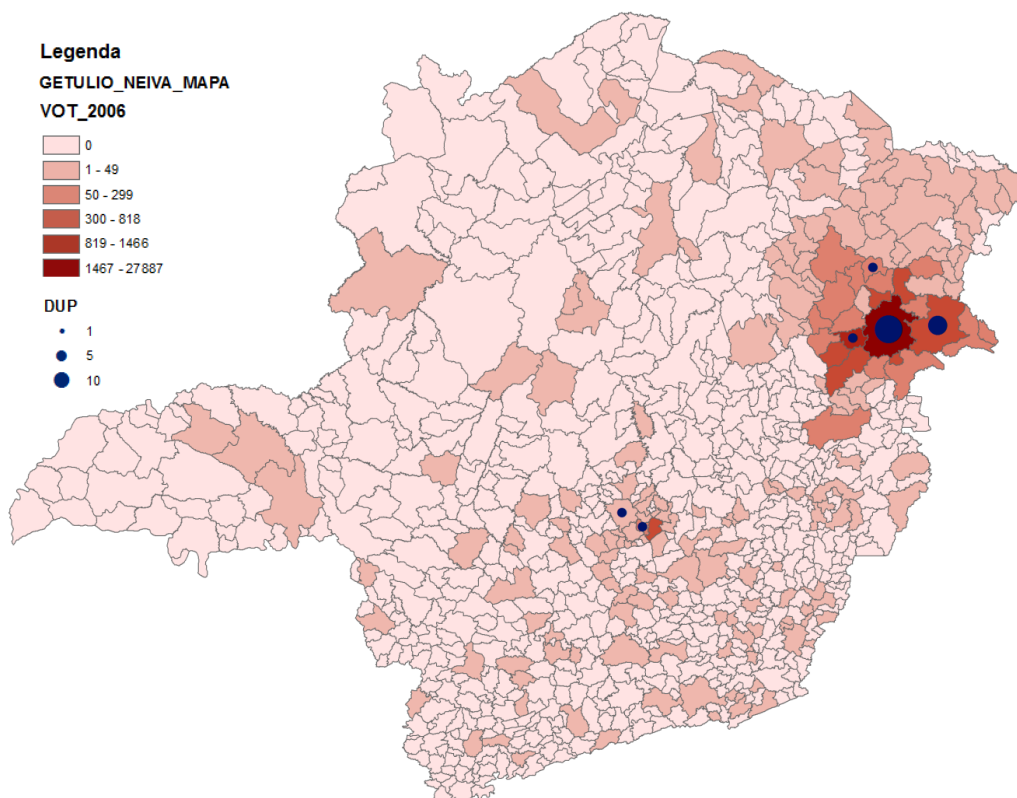 Legenda
GETULIO_NEIVA_MAPA
VOT_2006
0
1 - 49
50 - 299
300 - 818
819 - 1466
1467 - 27887
DUP
1
5
10